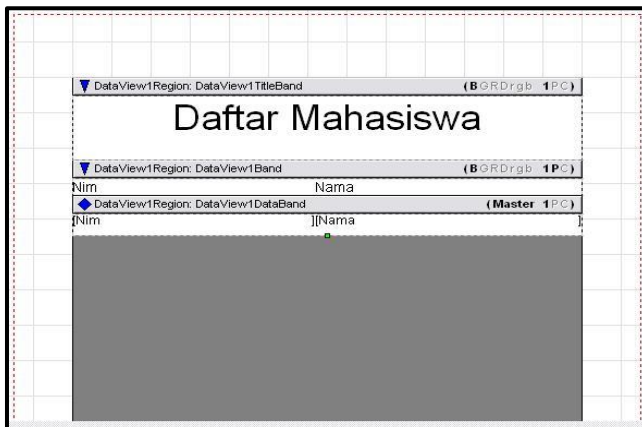 DataView1Region: DataView1TitleBand (BGRDrgb 1PC)
Daftar Mahasiswa
DataView1Region: DataView1Band (BGRDrgb 1PC)
Nim Nama
DataView1Region: DataView1DataBand (Master 1PC)
[Nim ][Nama ]